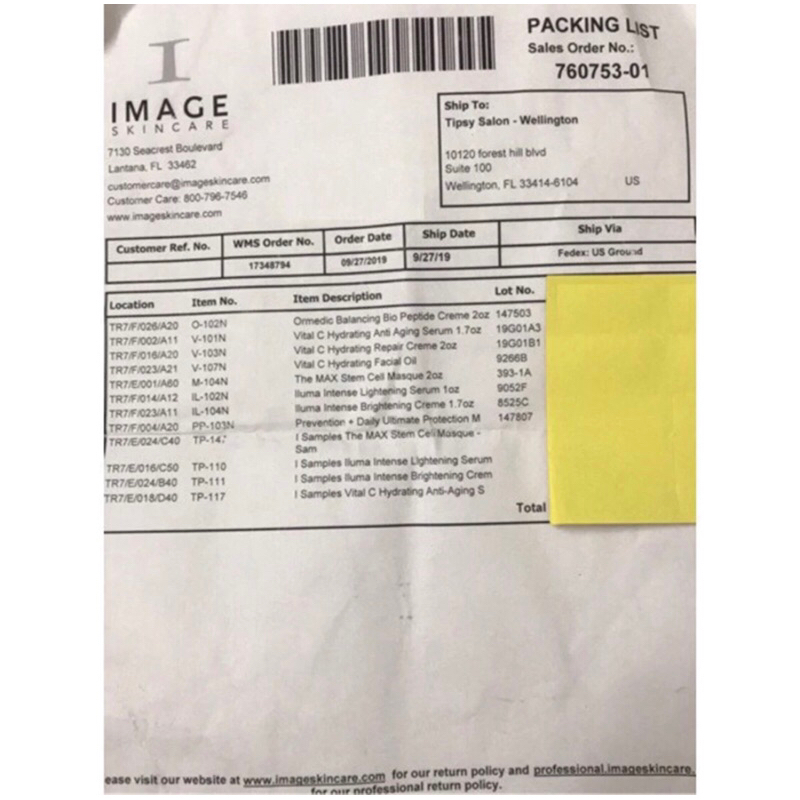 PACKING LIST
Sales Order No.:
760753-01
IMAGE
SKINCARE
7130 Seacrest Boulevard
Lantana, FL 33462
customercare@imageskincare.com
Customer Care: 800-796-7546
www.imageskincare.com
Ship To:
Tipsy Salon - Wellington
10120 forest hill blvd
Suite 100
Wellington, FL 33414-6104 US
Customer Ref. No. WMS Order No. Order Date Ship Date Ship Via
17348794 09/27/2019 9/27/19 Fedex: US Ground
Location Item No. Item Description Lot No.
TR7/F/026/A20 O-102N Ormedic Balancing Bio Peptide Creme 2oz 147503
TR7/F/002/A11 V-101N Vital C Hydrating Anti Aging Serum 1.7oz 19G01A3
TR7/F/016/A20 V-103N Vital C Hydrating Repair Creme 2oz 19G01B1
TR7/F/023/A21 V-107N Vital C Hydrating Facial Oil 9266B
TR7/E/001/A60 M-104N The MAX Stem Cell Masque 2oz 393-1A
TR7/F/014/A12 IL-102N Iluma Intense Lightening Serum 1oz 9052F
TR7/F/023/A11 IL-104N Iluma Intense Brightening Creme 1.7oz 8525C
TR7/F/004/A20 PP-103N Prevention + Daily Ultimate Protection M 147807
TR7/E/024/C40 I Samples The MAX Stem Cell Masque -
Sam
TR7/E/016/C50 TP-110 I Samples Iluma Intense Lightening Serum
TR7/E/024/B40 TP-111 I Samples Iluma Intense Brightening Crem
TR7/E/018/D40 TP-117 I Samples Vital C Hydrating Anti-Aging S
Total
ease visit our website at www.imageskincare.com for our return policy and professional.imageskincare.
for our professional return policy.